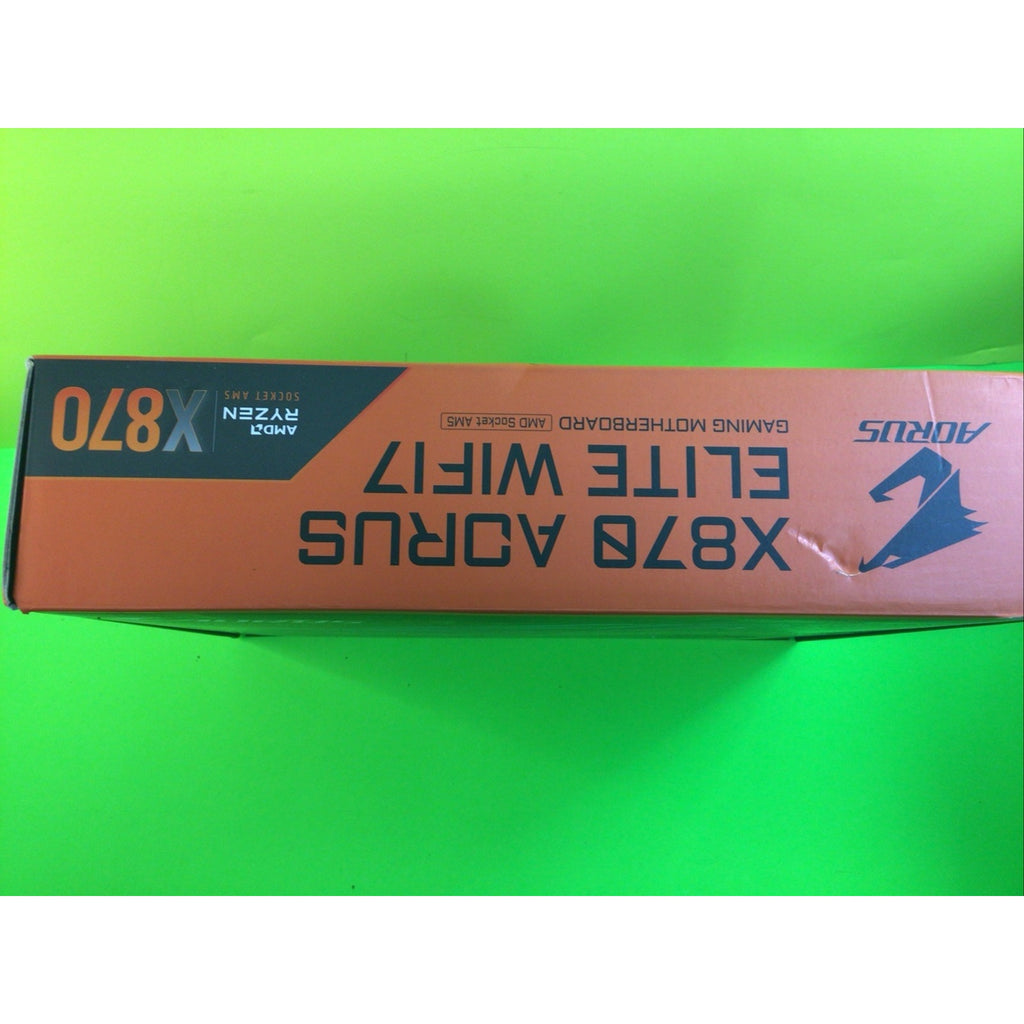 AORUS
X870 AORUS
ELITE WIFI7
GAMING MOTHERBOARD AMD Socket AM5
AMD
RYZEN
SOCKET AM5
X870